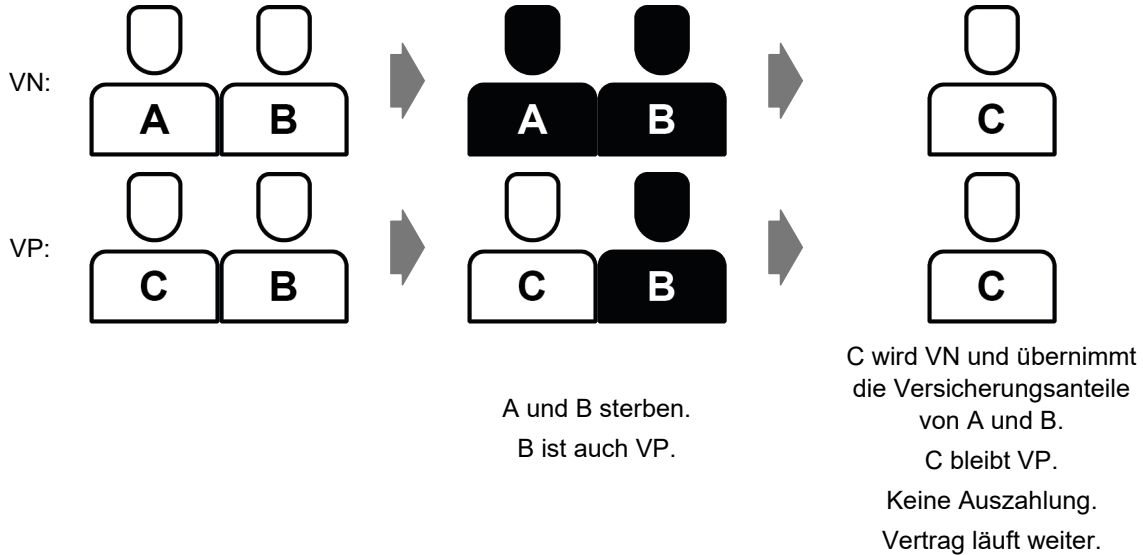 VN:
A B
A B
C
VP:
C B
C B
C
A und B sterben.
B ist auch VP.
C wird VN und übernimmt
die Versicherungsanteile
von A und B.
C bleibt VP.
Keine Auszahlung.
Vertrag läuft weiter.